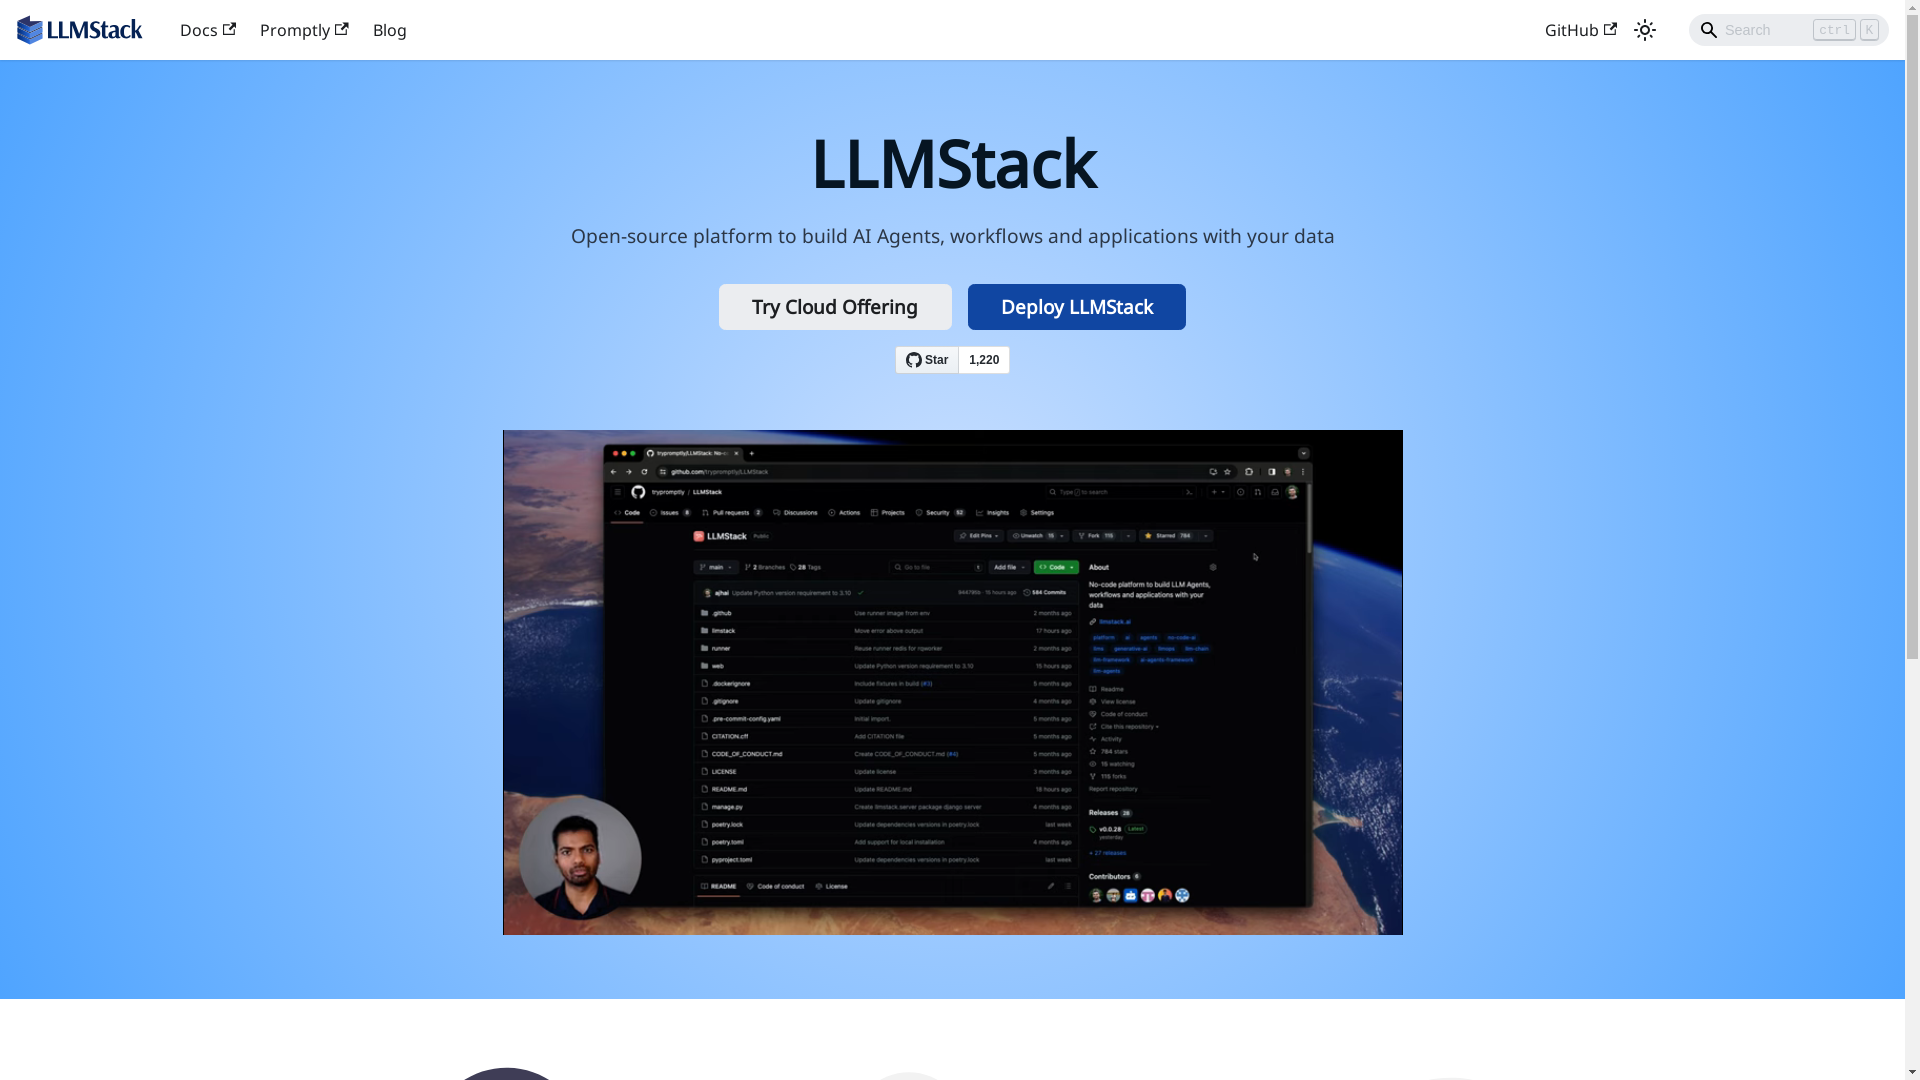 LLMStack
Docs
Promptly
Blog
GitHub
Search
ctrl
K
LLMStack
Open-source platform to build AI Agents, workflows and applications with your data
Try Cloud Offering
Deploy LLMStack
Star
1,220
trypromptly/LLMStack: No-c
github.com/trypromptly/LLMStack
trypromptly / LLMStack
Type / to search
Code
Issues 8
Pull requests 2
Discussions
Actions
Projects
Security 52
Insights
Settings
LLMStack Public
Edit Pins
Unwatch 15
Fork 115
Starred 784
main
2 Branches
28 Tags
Go to file
Add file
Code
ajhai Update Python version requirement to 3.10
15 hours ago
584 Commits
.github Use runner image from env 2 months ago
llmstack Move error above output 17 hours ago
runner Reuse runner redis for rqworker 2 months ago
web Update Python version requirement to 3.10 15 hours ago
.dockerignore Include fixtures in build (#3) 5 months ago
.gitignore Update gitignore 4 months ago
.pre-commit-config.yaml Initial import. 5 months ago
CITATION.cff Add CITATION file 5 months ago
CODE_OF_CONDUCT.md Create CODE_OF_CONDUCT.md (#4) 5 months ago
LICENSE Update license 3 months ago
README.md Update README.md 18 hours ago
manage.py Create llmstack.server package django server 4 months ago
poetry.lock Update dependencies versions in poetry.lock last week
poetry.toml Add support for local installation 4 months ago
pyproject.toml Update dependencies versions in poetry.lock last week
README
Code of conduct
License
About
No-code platform to build LLM Agents,
workflows and applications with your
data
llmstack.ai
platform ai agents no-code-ai
llms generative-ai llmops llm-chain
llm-framework ai-agents-framework
llm-agents
Readme
View license
Code of conduct
Cite this repository
Activity
784 stars
15 watching
115 forks
Report repository
Releases 28
v0.0.28 Latest
yesterday
+ 27 releases
Contributors 6